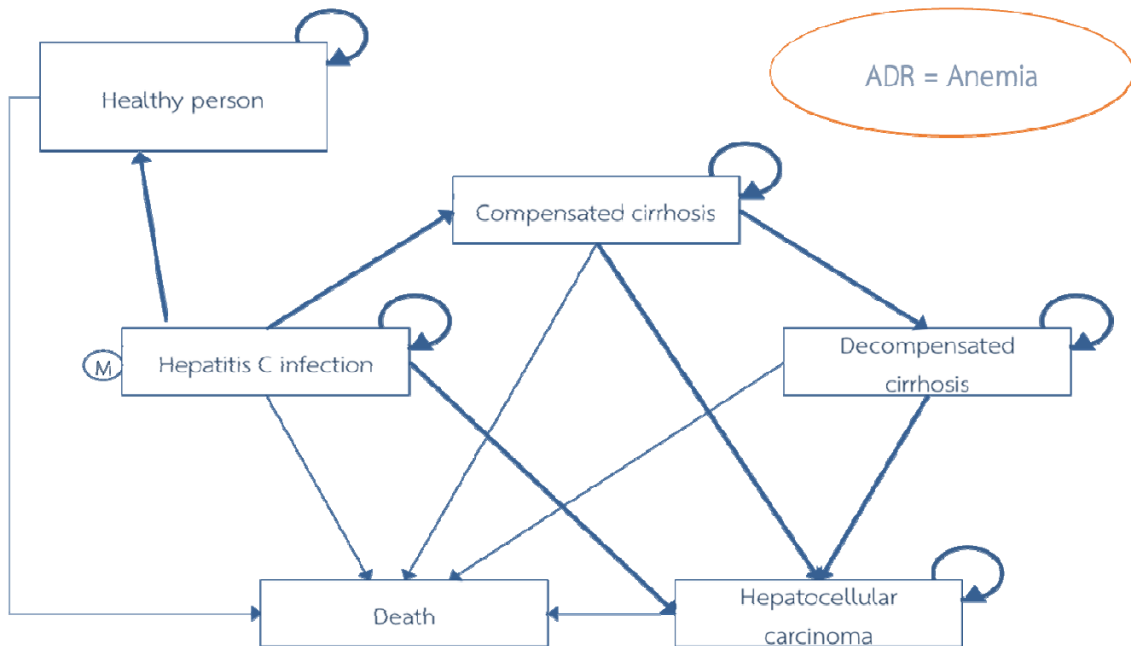 ADR = Anemia
Healthy person
Compensated cirrhosis
M
Hepatitis C infection
Decompensated
cirrhosis
Death
Hepatocellular
carcinoma